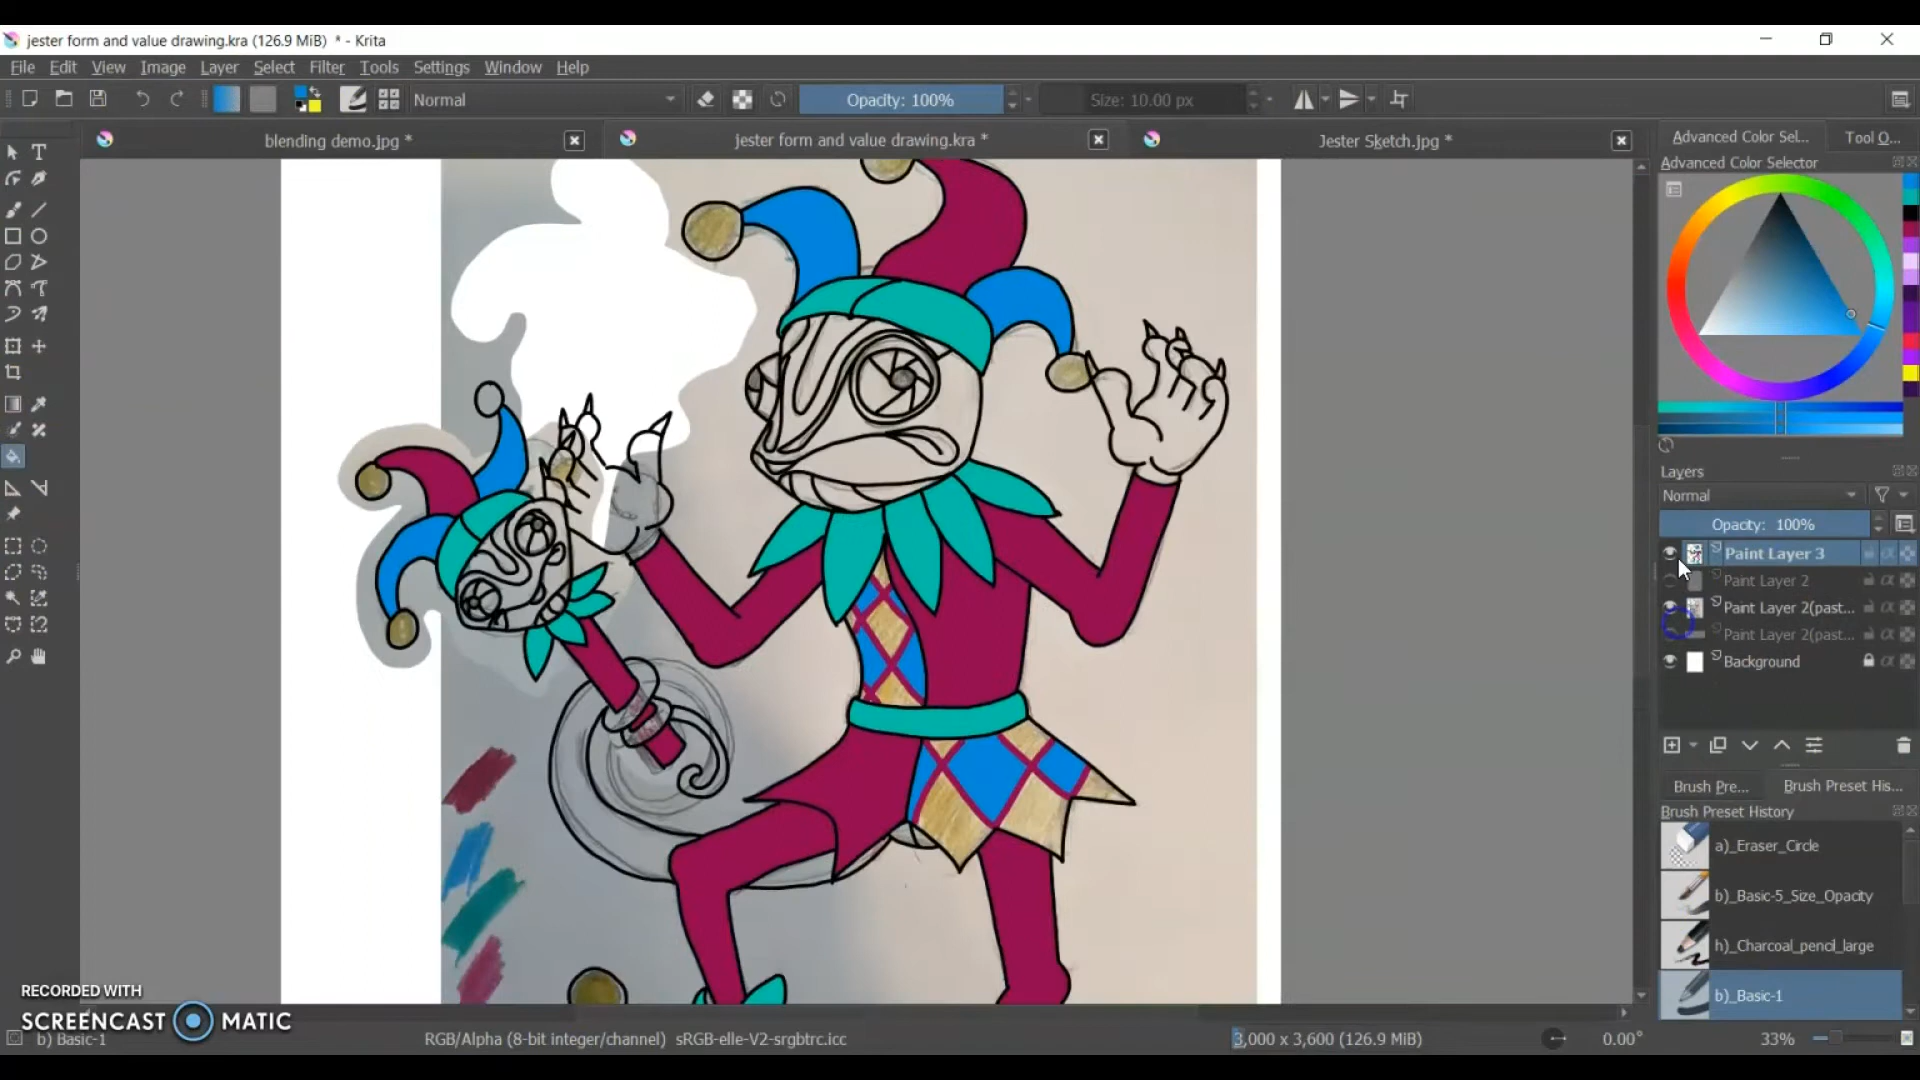 jester form and value drawing.kra (126.9 MiB) * - Krita
File Edit View Image Layer Select Filter Tools Settings Window Help
Normal Opacity: 100% Size: 10.00 px
blending demo.jpg * jester form and value drawing.kra * Jester Sketch.jpg *
Advanced Color Sel... Tool O...
Advanced Color Selector
Layers
Normal
Opacity: 100%
Paint Layer 3
Paint Layer 2
Paint Layer 2(past...
Paint Layer 2(past...
Background
Brush Pre... Brush Preset His...
Brush Preset History
a)_Eraser_Circle
b)_Basic-5_Size_Opacity
h)_Charcoal_pencil_large
b)_Basic-1
RECORDED WITH
SCREENCAST MATIC
b) Basic-1 RGB/Alpha (8-bit integer/channel) sRGB-elle-V2-srgbtrc.icc 3,000 x 3,600 (126.9 MiB) 0.00° 33%